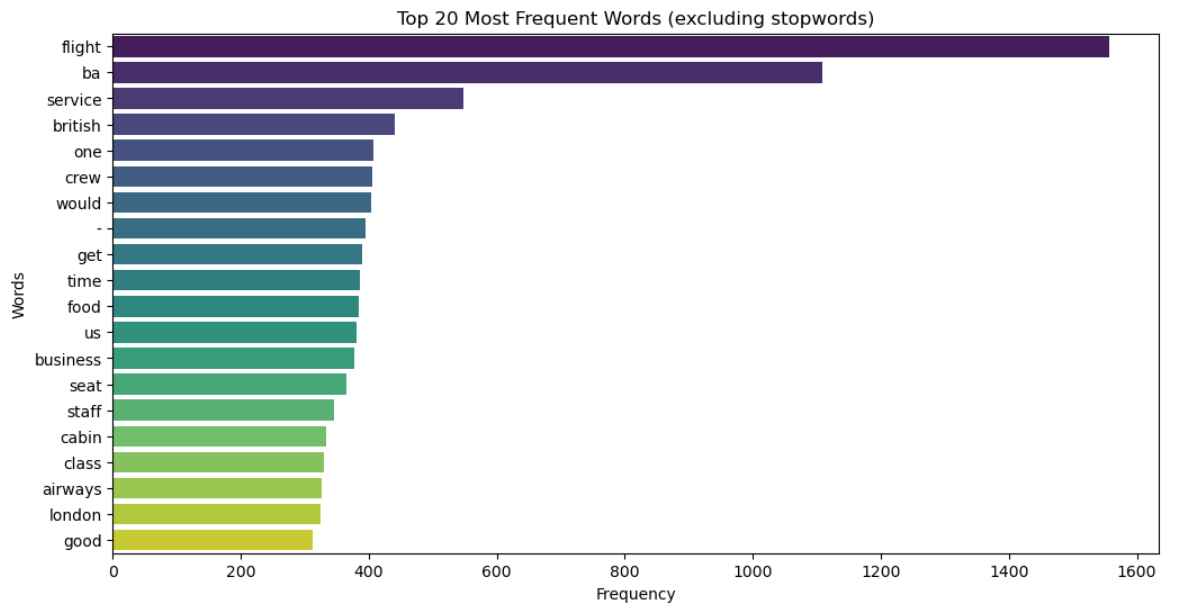 Top 20 Most Frequent Words (excluding stopwords)
flight
ba
service
british
one
crew
would
-
get
time
food
us
business
seat
staff
cabin
class
airways
london
good
Words
0 200 400 600 800 1000 1200 1400 1600
Frequency